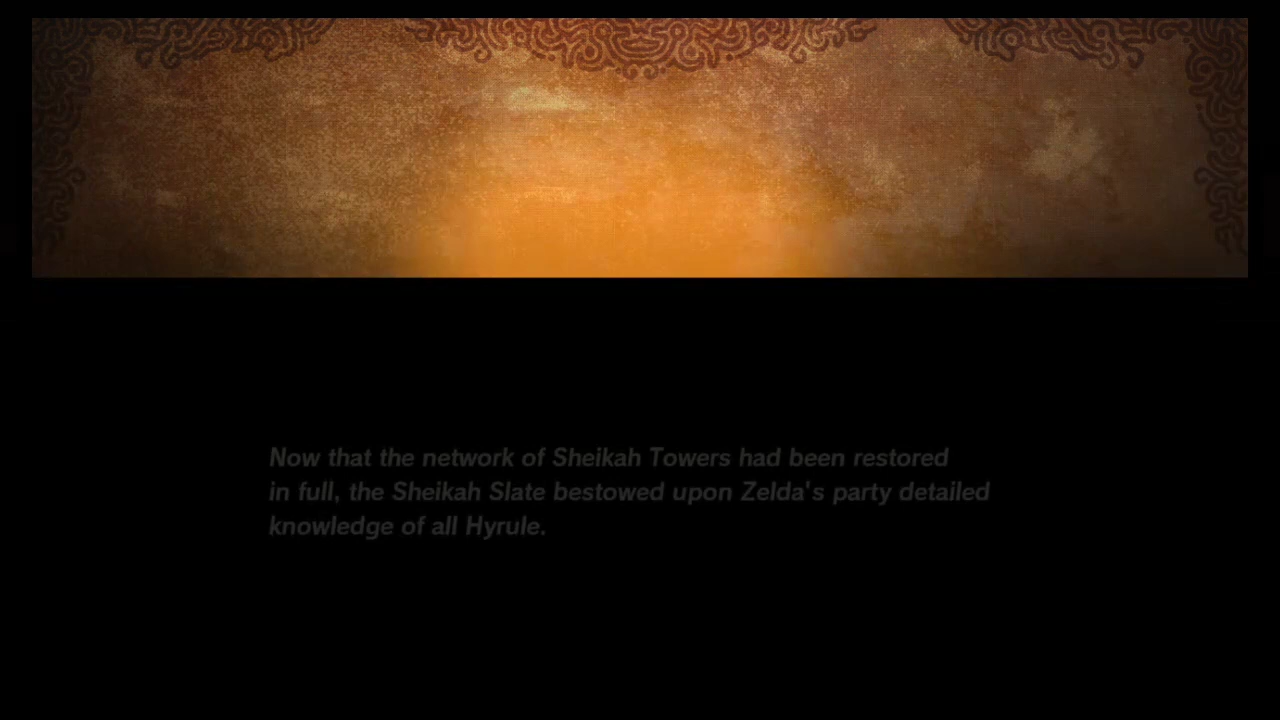 Now that the network of Sheikah Towers had been restored
in full, the Sheikah Slate bestowed upon Zelda's party detailed
knowledge of all Hyrule.